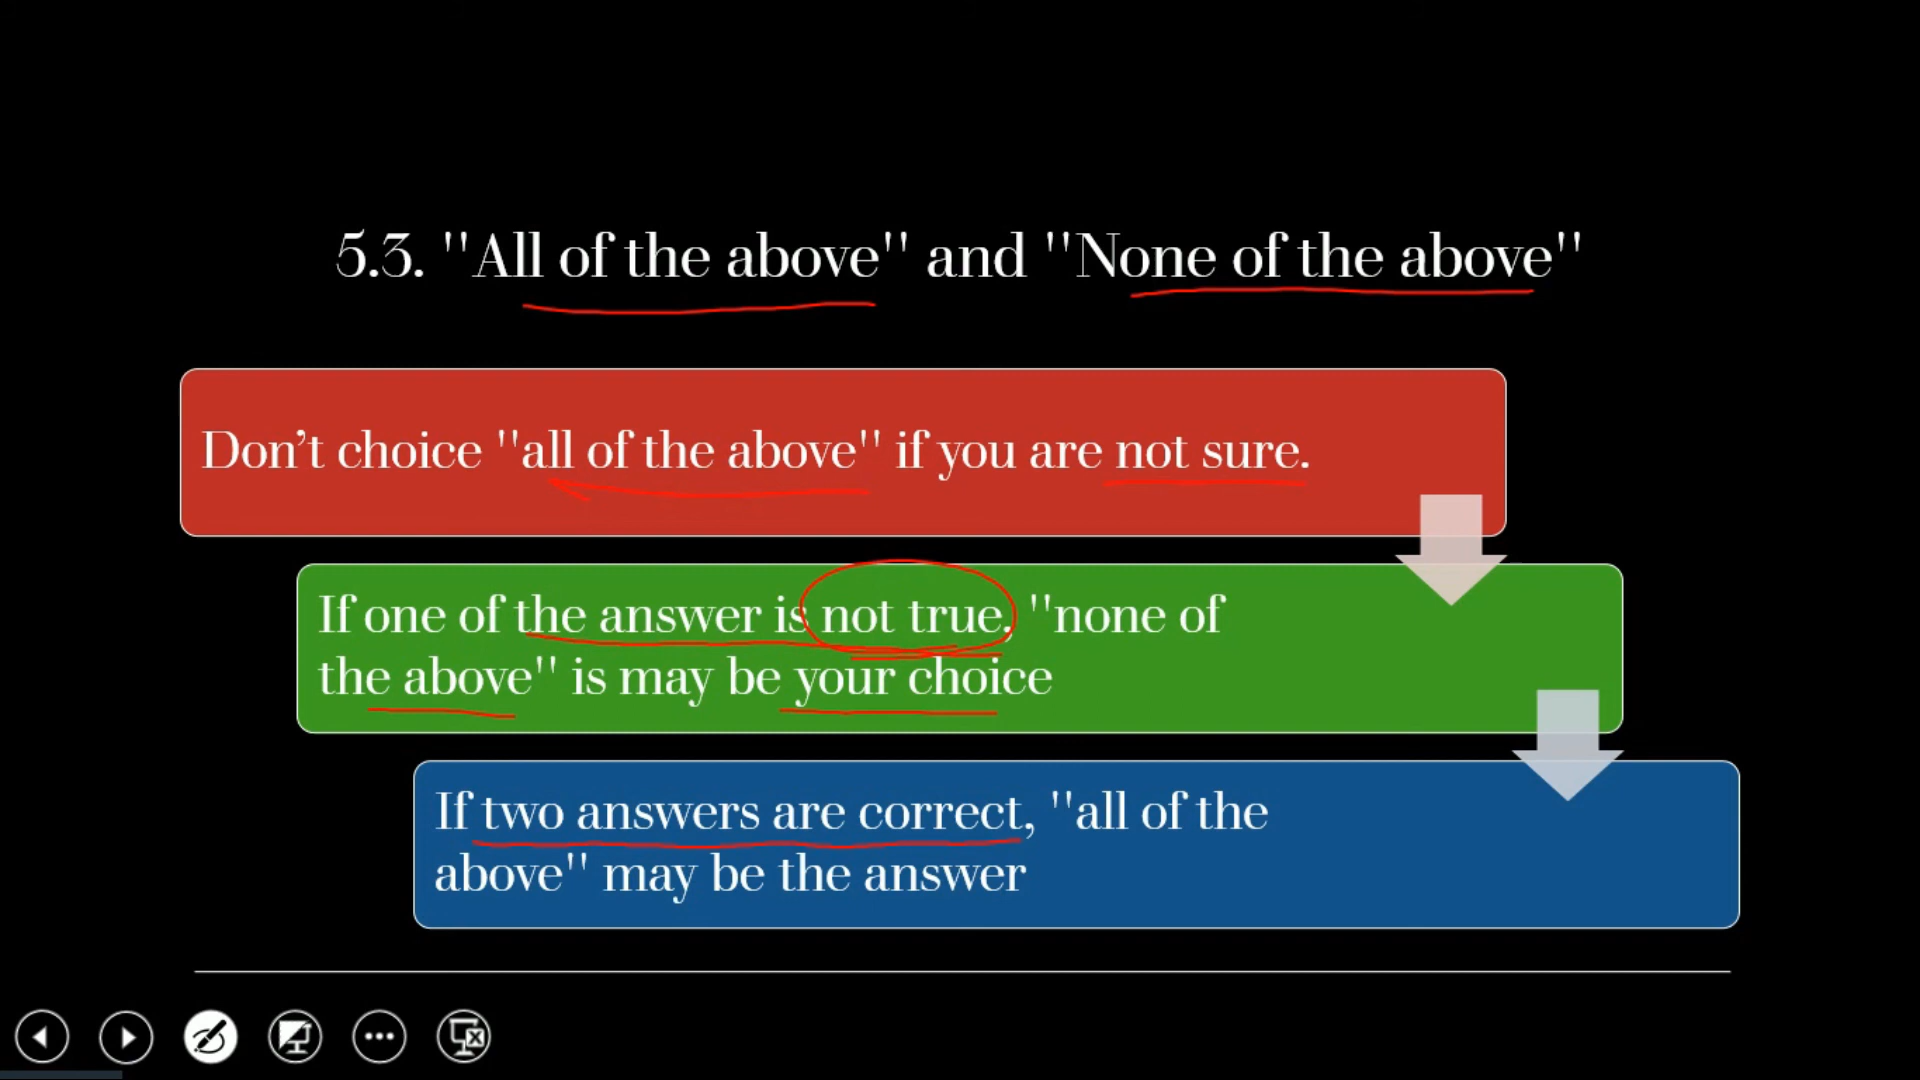 5.3. "All of the above" and "None of the above"
Don’t choice "all of the above" if you are not sure.
If one of the answer is not true, "none of
the above" is may be your choice
If two answers are correct, "all of the
above" may be the answer